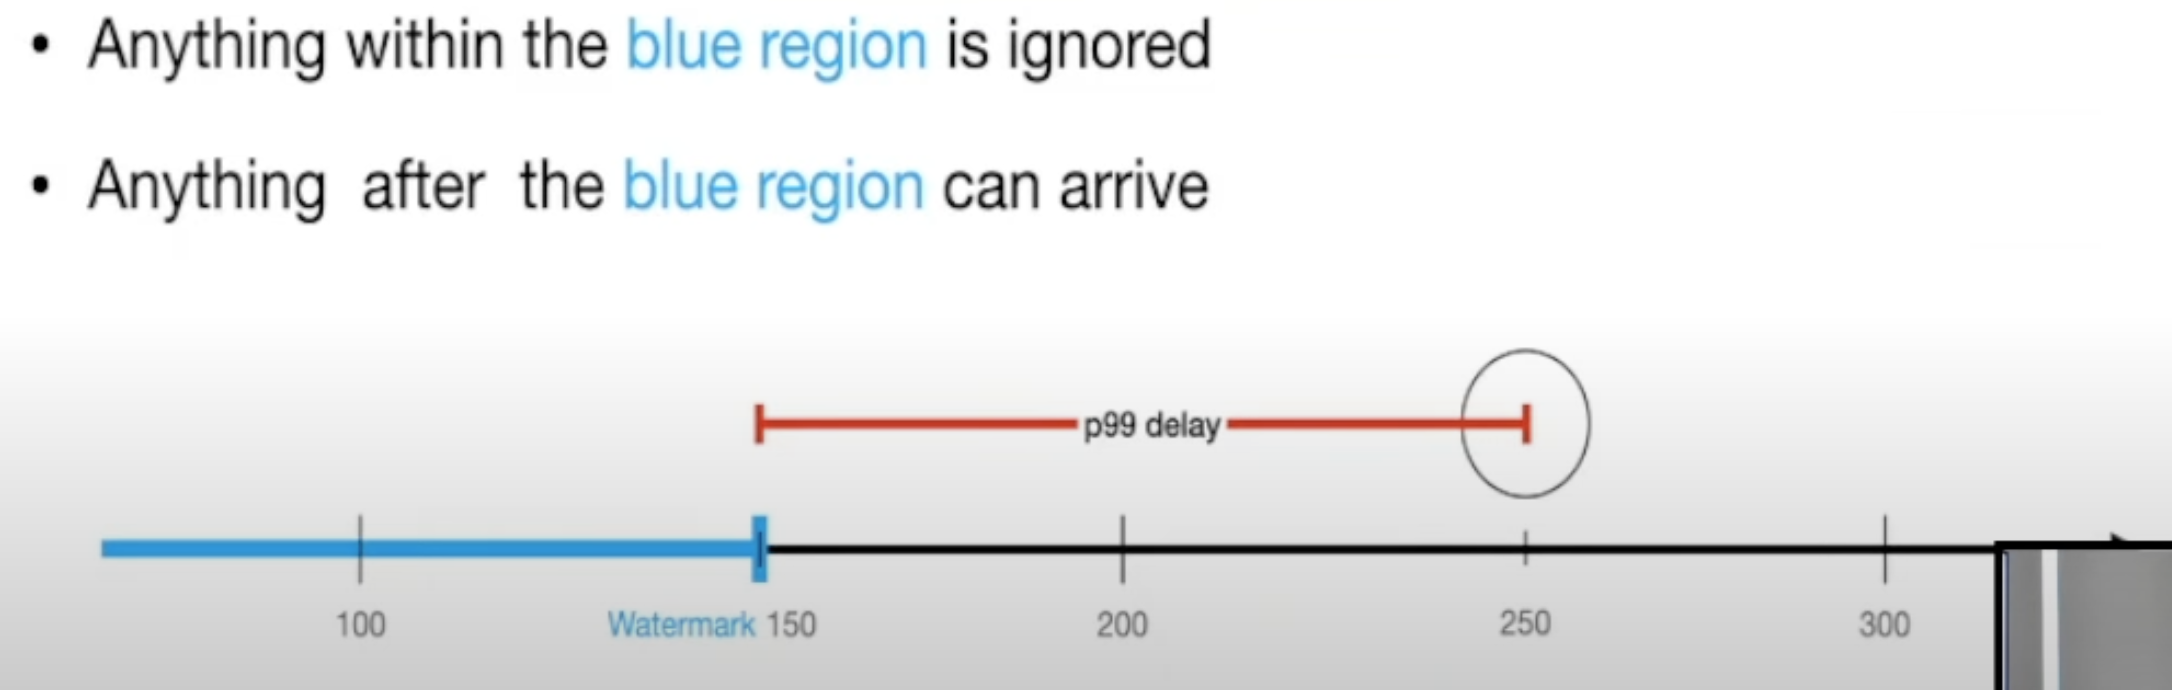 • Anything within the blue region is ignored
• Anything after the blue region can arrive
p99 delay
100 Watermark 150 200 250 300